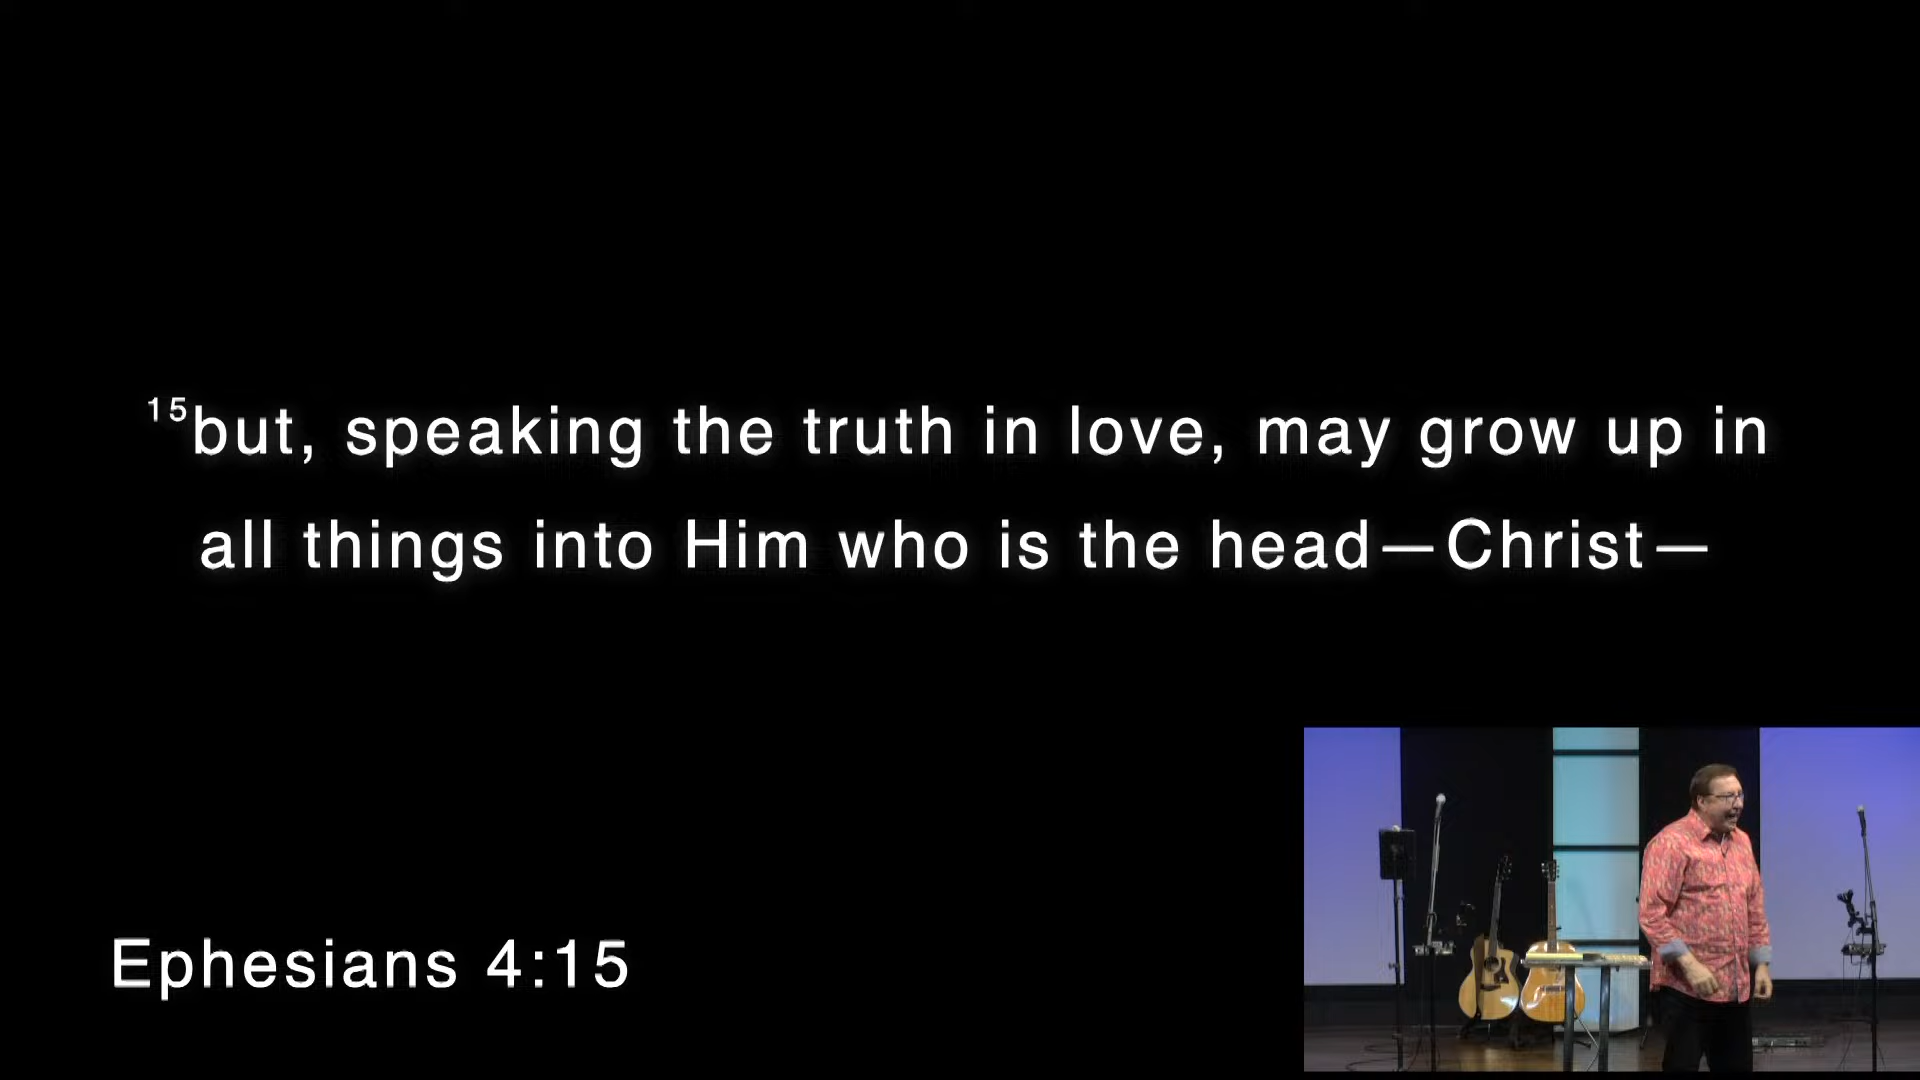 15but, speaking the truth in love, may grow up in
all things into Him who is the head—Christ—
Ephesians 4:15